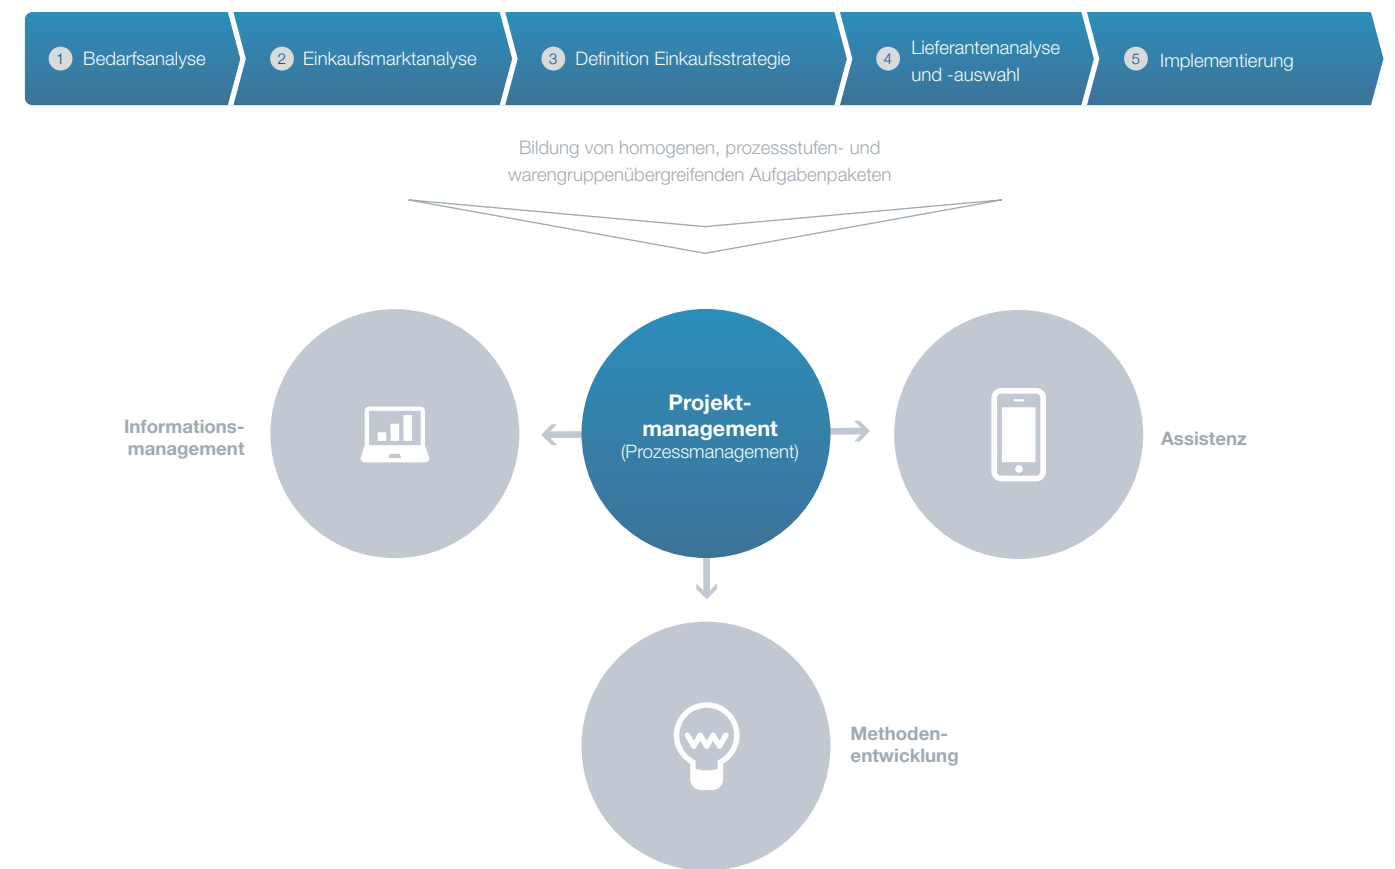 1 Bedarfsanalyse
2 Einkaufsmarktanalyse
3 Definition Einkaufsstrategie
4 Lieferantenanalyse
und -auswahl
5 Implementierung
Bildung von homogenen, prozessstufen- und
warengruppenübergreifenden Aufgabenpaketen
Informations-
management
Projekt-
management
(Prozessmanagement)
Assistenz
Methoden-
entwicklung